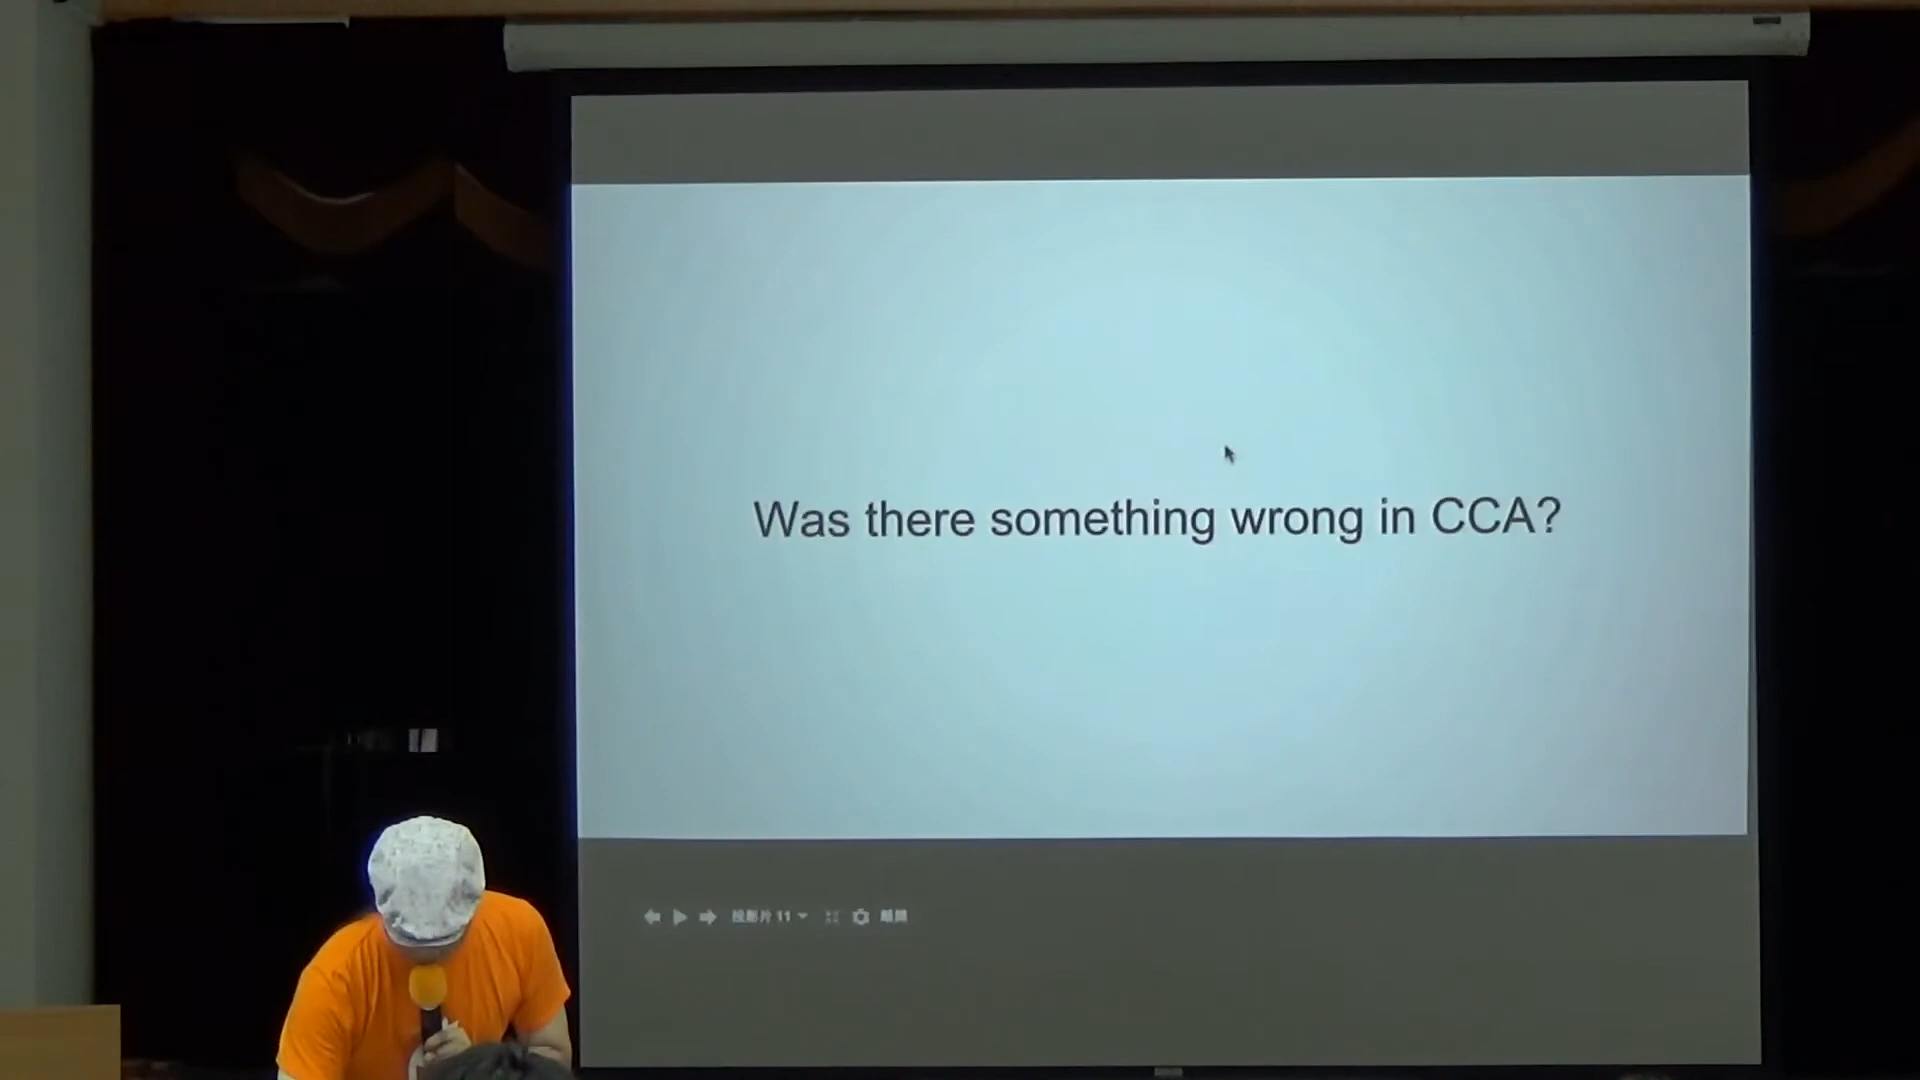 Was there something wrong in CCA?
投影片 11
離開